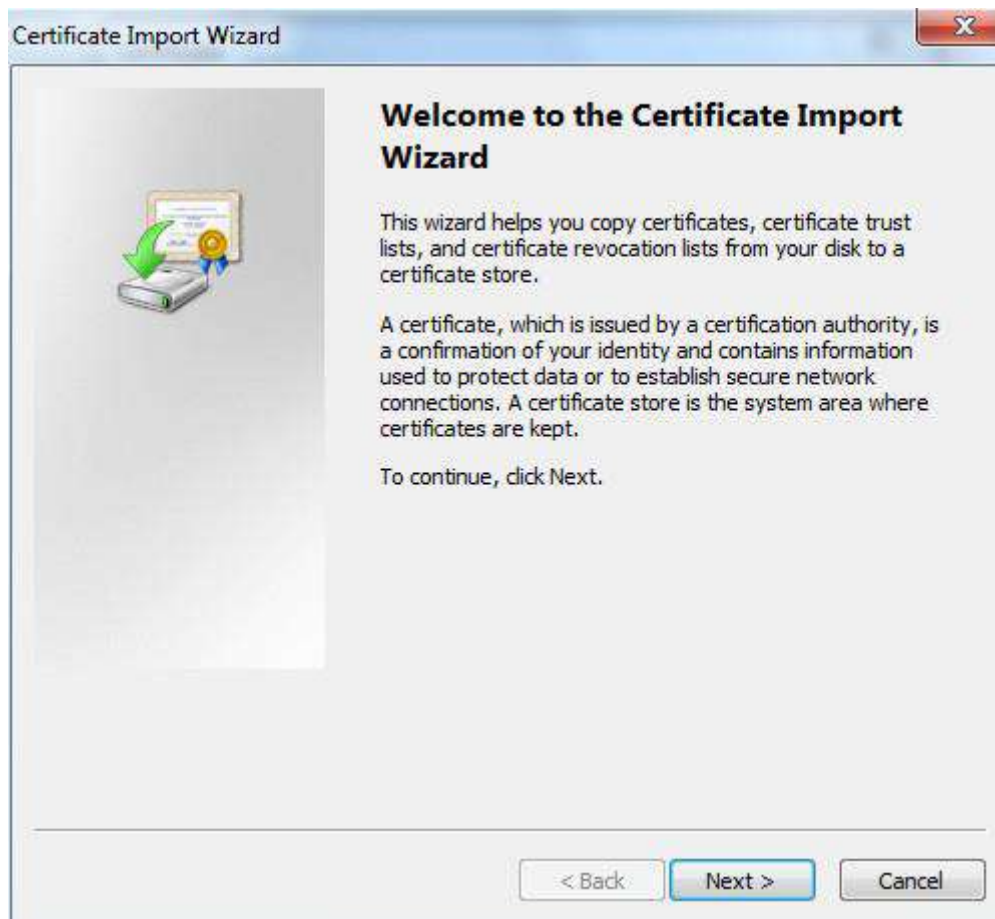 Certificate Import Wizard
Welcome to the Certificate Import
Wizard
This wizard helps you copy certificates, certificate trust
lists, and certificate revocation lists from your disk to a
certificate store.
A certificate, which is issued by a certification authority, is
a confirmation of your identity and contains information
used to protect data or to establish secure network
connections. A certificate store is the system area where
certificates are kept.
To continue, click Next.
< Back Next > Cancel